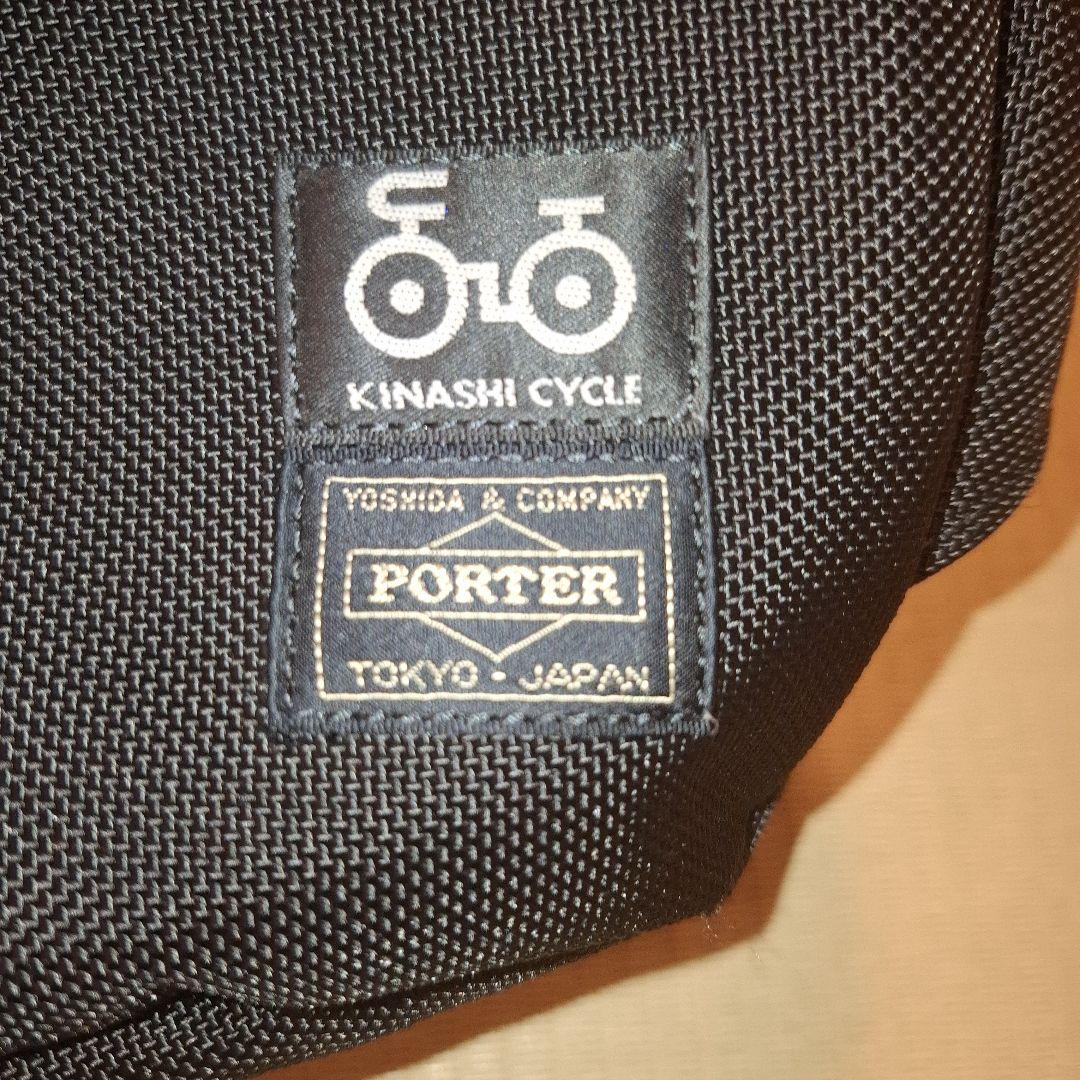 KINASHI CYCLE
YOSHIDA & COMPANY
PORTER
TOKYO · JAPAN